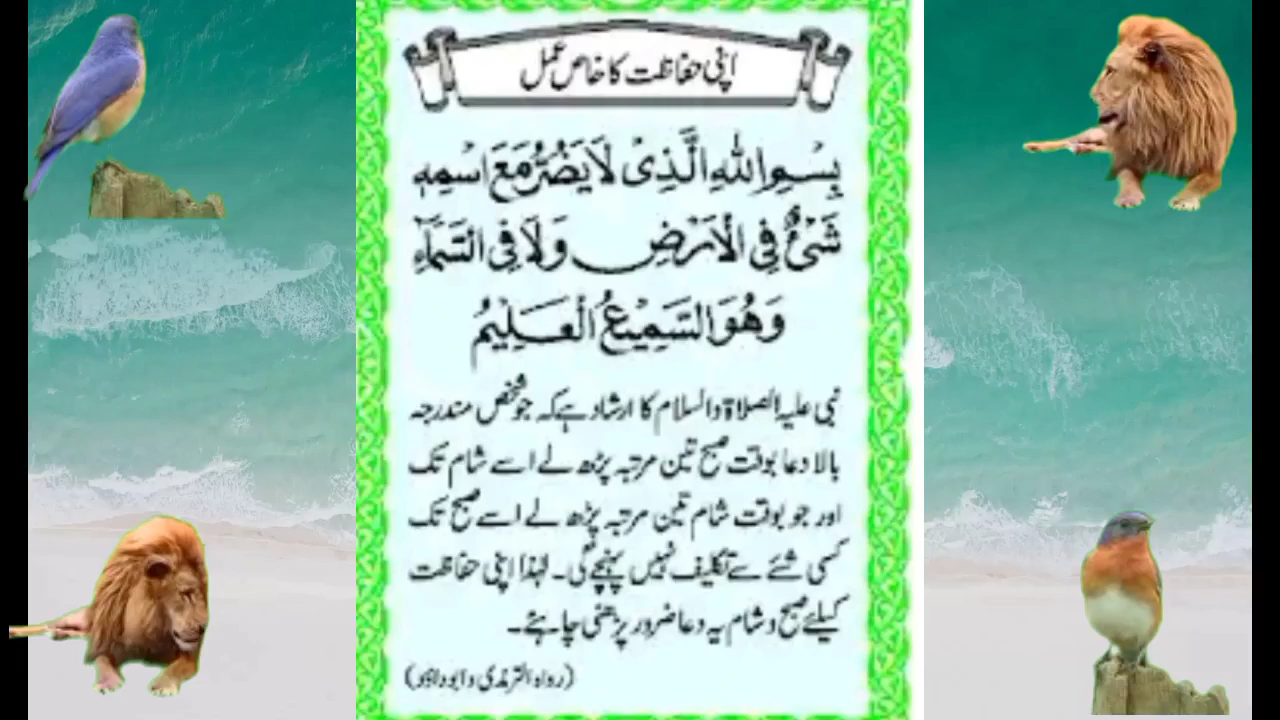 اپنی حفاظت کا خاص عمل
بِسْمِ اللّٰهِ الَّذِیْ لَا یَضُرُّ مَعَ اسْمِهٖ
شَیْءٌ فِی الْاَرْضِ وَلَا فِی السَّمَآءِ
وَهُوَ السَّمِیْعُ الْعَلِیْمُ
نبی علیہ الصلاۃ والسلام کا ارشاد ہے کہ جو شخص مندرجہ
بالا دعا بوقت صبح تین مرتبہ پڑھ لے اسے شام تک
اور جو بوقت شام تین مرتبہ پڑھ لے اسے صبح تک
کسی شئے سے تکلیف نہیں پہنچے گی۔ لہٰذا اپنی حفاظت
کیلئے صبح و شام یہ دعا ضرور پڑھنی چاہئے۔
(رواہ الترمذی و ابوداؤد)